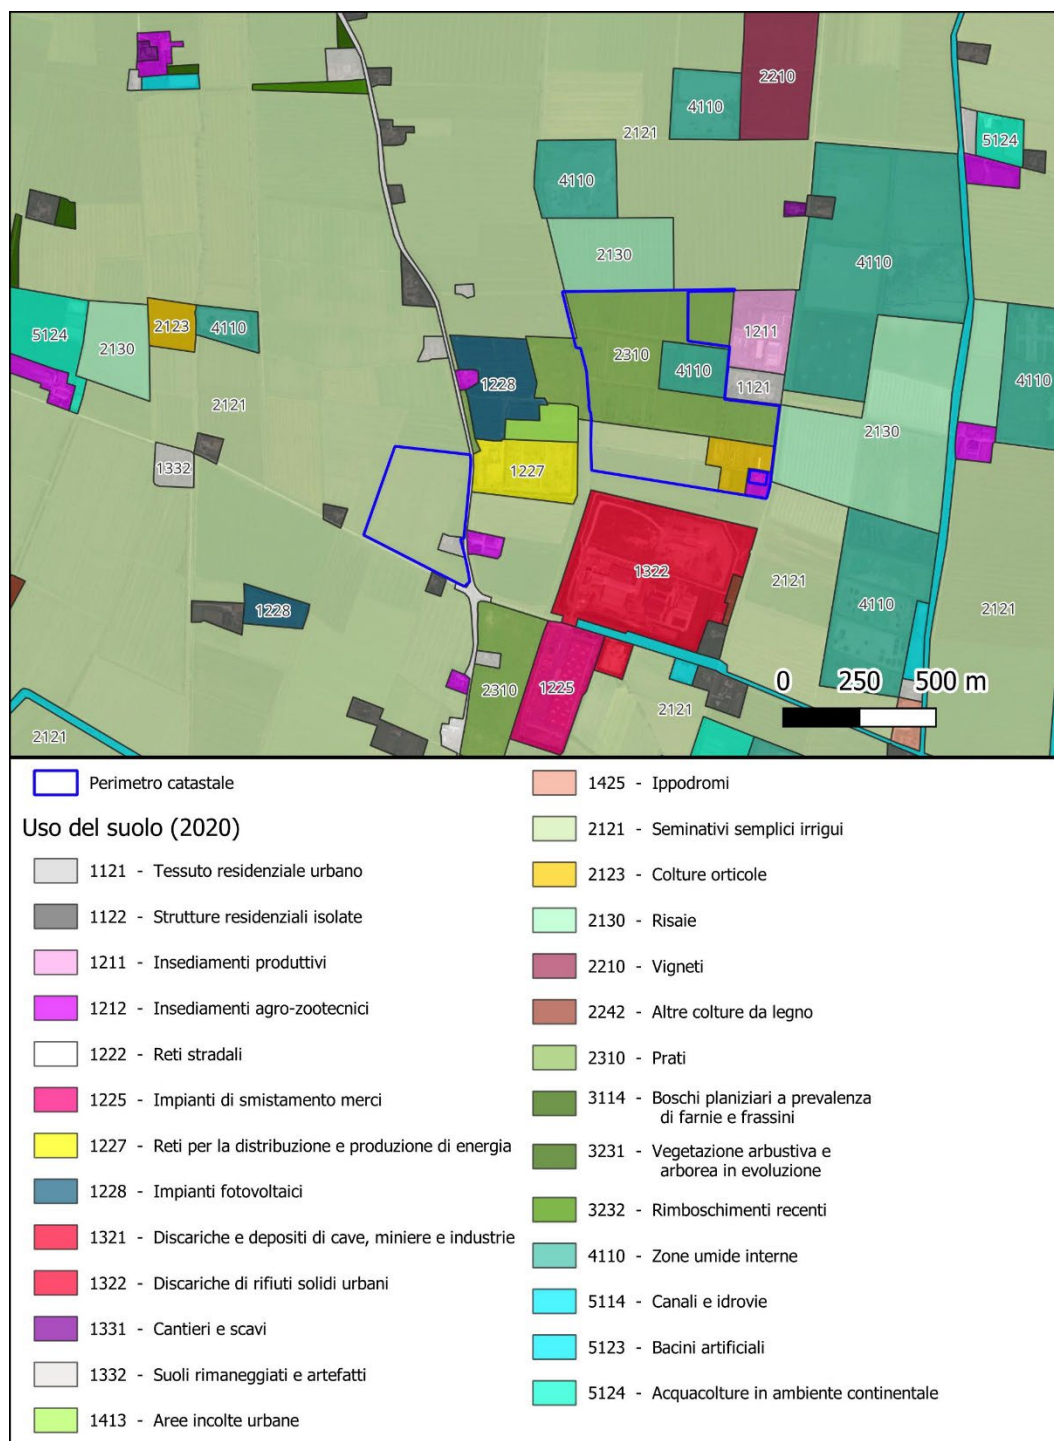 2210
4110
2121
5124
4110
4110
2130
5124
2130
2123
4110
2310
1211
4110
4110
1228
1121
2121
2130
1332
1227
1322
2121
4110
2121
1228
2310
1225
2121
2121
0 250 500 m
Perimetro catastale
Uso del suolo (2020)
1121 - Tessuto residenziale urbano
1122 - Strutture residenziali isolate
1211 - Insediamenti produttivi
1212 - Insediamenti agro-zootecnici
1222 - Reti stradali
1225 - Impianti di smistamento merci
1227 - Reti per la distribuzione e produzione di energia
1228 - Impianti fotovoltaici
1321 - Discariche e depositi di cave, miniere e industrie
1322 - Discariche di rifiuti solidi urbani
1331 - Cantieri e scavi
1332 - Suoli rimaneggiati e artefatti
1413 - Aree incolte urbane
1425 - Ippodromi
2121 - Seminativi semplici irrigui
2123 - Colture orticole
2130 - Risaie
2210 - Vigneti
2242 - Altre colture da legno
2310 - Prati
3114 - Boschi planiziari a prevalenza
di farnie e frassini
3231 - Vegetazione arbustiva e
arborea in evoluzione
3232 - Rimboschimenti recenti
4110 - Zone umide interne
5114 - Canali e idrovie
5123 - Bacini artificiali
5124 - Acquacolture in ambiente continentale